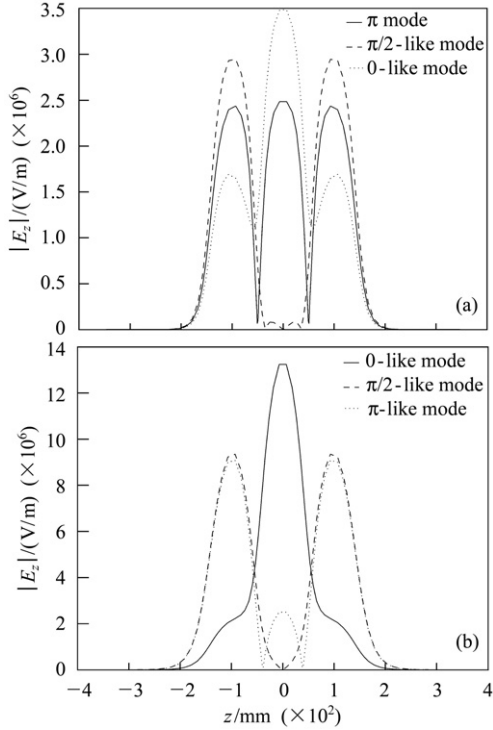 3.5
3.0
2.5
2.0
1.5
1.0
0.5
0
|E_z|/(V/m) (×10⁶)
π mode
π/2-like mode
0-like mode
(a)
14
12
10
8
6
4
2
0
|E_z|/(V/m) (×10⁶)
0-like mode
π/2-like mode
π-like mode
(b)
−4 −3 −2 −1 0 1 2 3 4
z/mm (×10²)